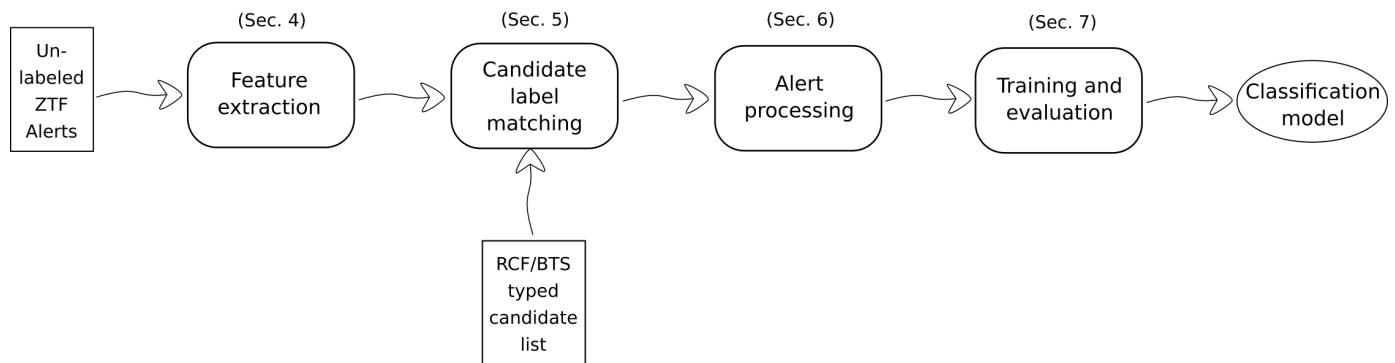 (Sec. 4)
(Sec. 5)
(Sec. 6)
(Sec. 7)
Un-
labeled
ZTF
Alerts
Feature
extraction
Candidate
label
matching
Alert
processing
Training and
evaluation
Classification
model
RCF/BTS
typed
candidate
list